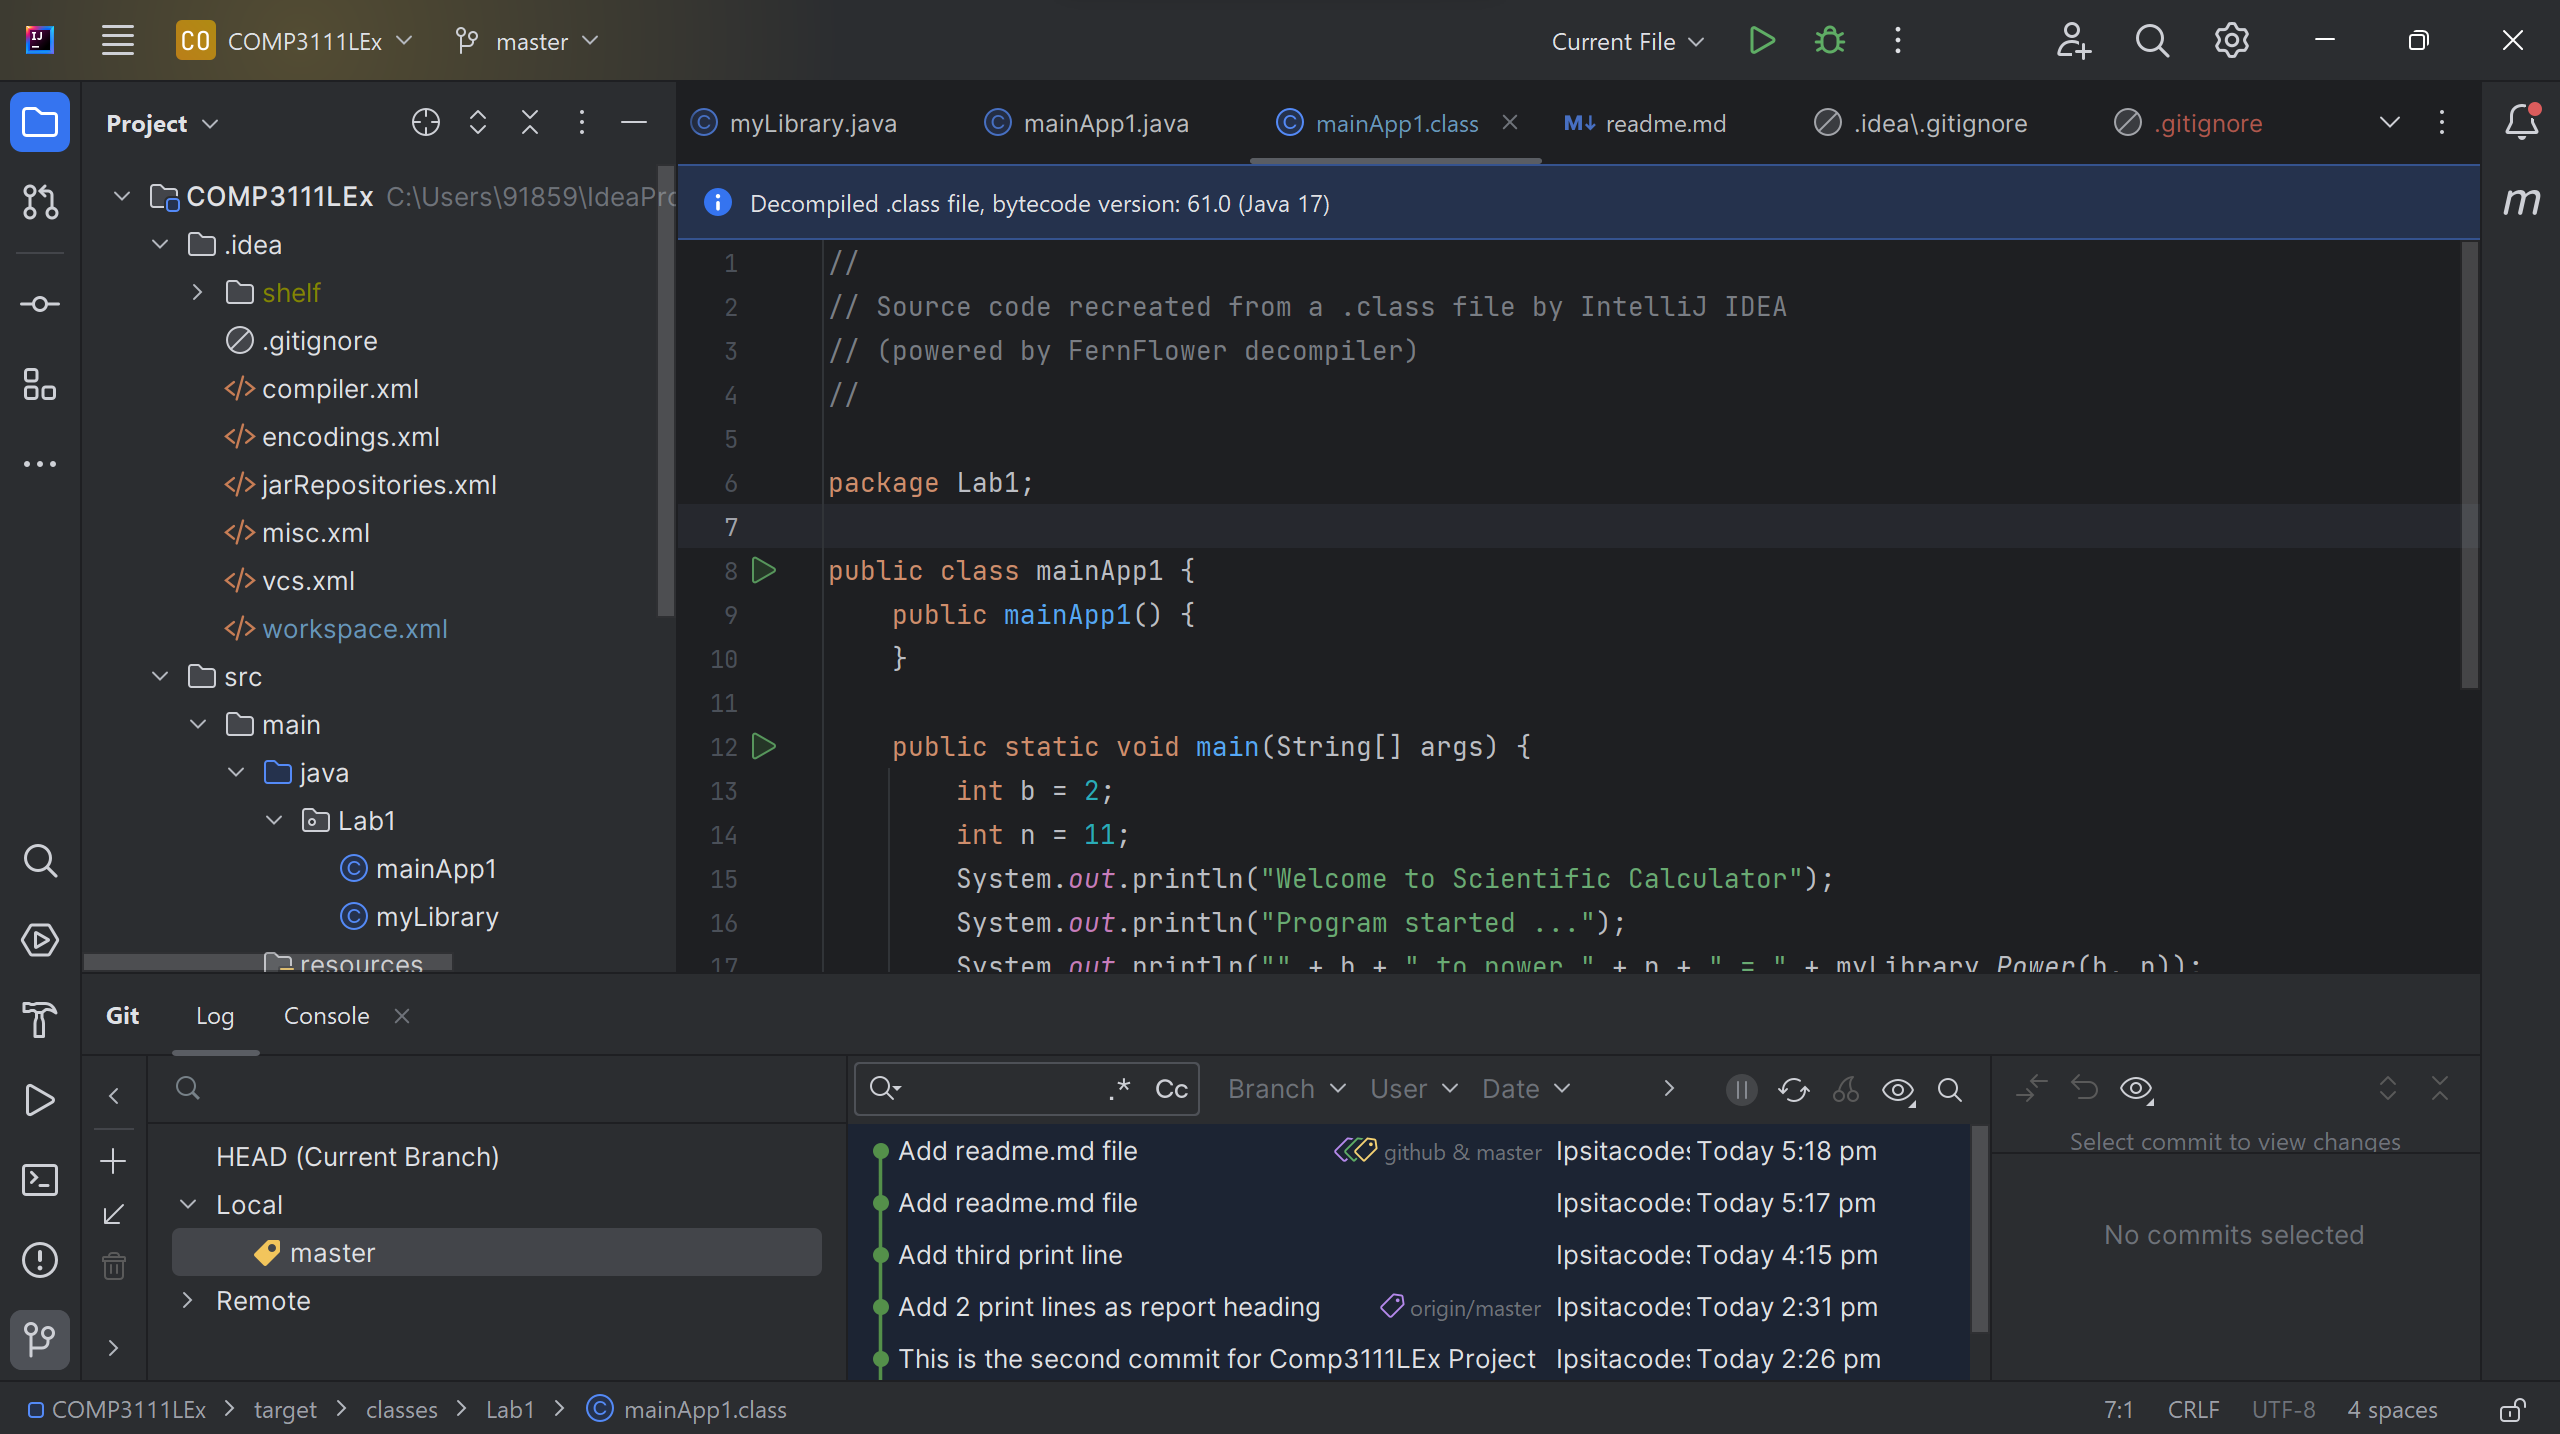 CO COMP3111LEx master Current File
Project
myLibrary.java mainApp1.java mainApp1.class M↓ readme.md .idea\.gitignore .gitignore
COMP3111LEx C:\Users\91859\IdeaPro
.idea
shelf
.gitignore
</> compiler.xml
</> encodings.xml
</> jarRepositories.xml
</> misc.xml
</> vcs.xml
</> workspace.xml
src
main
java
Lab1
mainApp1
myLibrary
resources
Decompiled .class file, bytecode version: 61.0 (Java 17)
1 //
2 // Source code recreated from a .class file by IntelliJ IDEA
3 // (powered by FernFlower decompiler)
4 //
5
6 package Lab1;
7
8 public class mainApp1 {
9 public mainApp1() {
10 }
11
12 public static void main(String[] args) {
13 int b = 2;
14 int n = 11;
15 System.out.println("Welcome to Scientific Calculator");
16 System.out.println("Program started ...");
17 System.out.println("" + b + " to power " + n + " = " + myLibrary.Power(b, n));
Git Log Console
.* Cc Branch User Date
HEAD (Current Branch)
Local
master
Remote
Add readme.md file github & master Ipsitacodes Today 5:18 pm
Add readme.md file Ipsitacodes Today 5:17 pm
Add third print line Ipsitacodes Today 4:15 pm
Add 2 print lines as report heading origin/master Ipsitacodes Today 2:31 pm
This is the second commit for Comp3111LEx Project Ipsitacodes Today 2:26 pm
Select commit to view changes
No commits selected
COMP3111LEx > target > classes > Lab1 > mainApp1.class 7:1 CRLF UTF-8 4 spaces